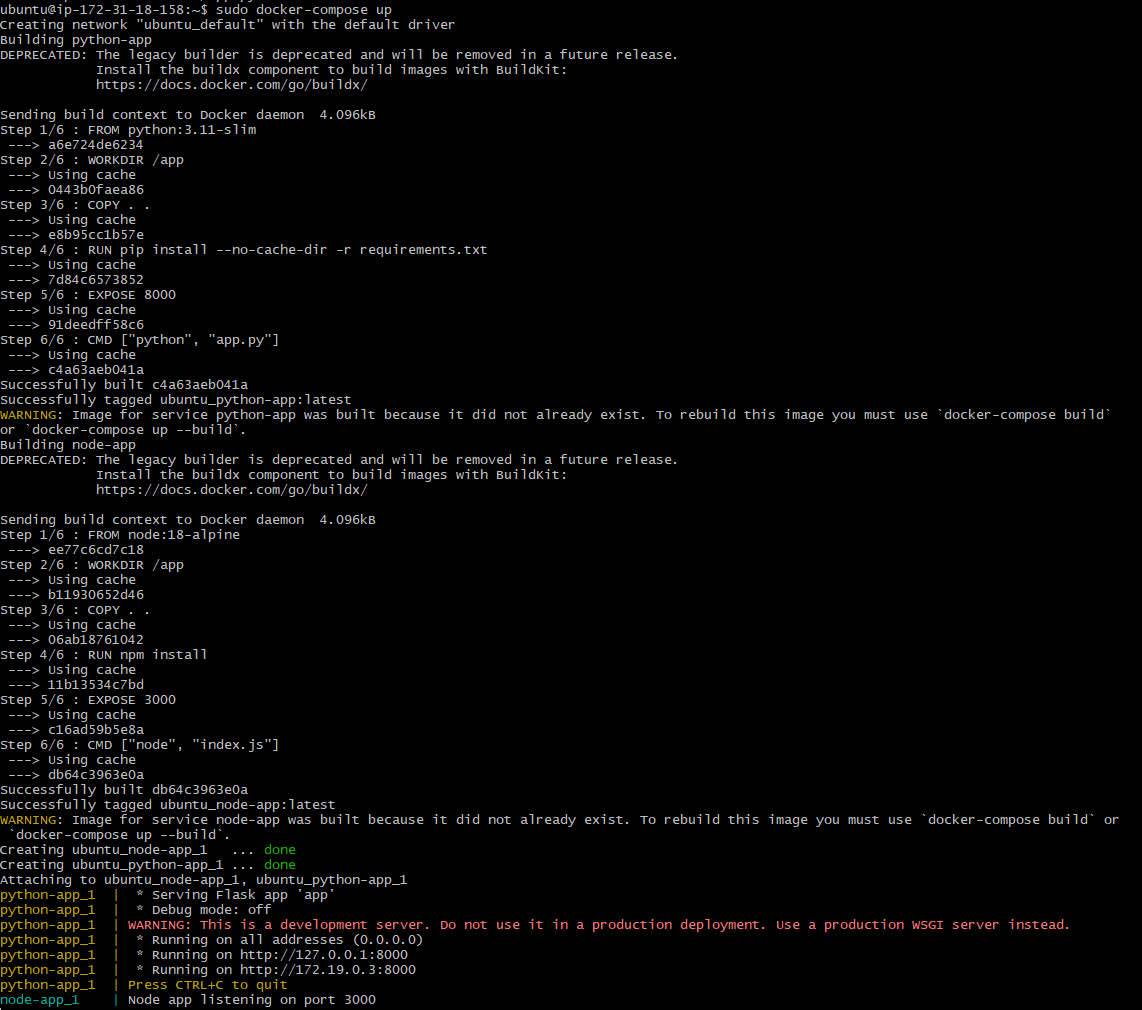 ubuntu@ip-172-31-18-158:~$ sudo docker-compose up
Creating network "ubuntu_default" with the default driver
Building python-app
DEPRECATED: The legacy builder is deprecated and will be removed in a future release.
            Install the buildx component to build images with BuildKit:
            https://docs.docker.com/go/buildx/

Sending build context to Docker daemon  4.096kB
Step 1/6 : FROM python:3.11-slim
 ---> a6e724de6234
Step 2/6 : WORKDIR /app
 ---> Using cache
 ---> 0443b0faea86
Step 3/6 : COPY . .
 ---> Using cache
 ---> e8b95cc1b57e
Step 4/6 : RUN pip install --no-cache-dir -r requirements.txt
 ---> Using cache
 ---> 7d84c6573852
Step 5/6 : EXPOSE 8000
 ---> Using cache
 ---> 91deedff58c6
Step 6/6 : CMD ["python", "app.py"]
 ---> Using cache
 ---> c4a63aeb041a
Successfully built c4a63aeb041a
Successfully tagged ubuntu_python-app:latest
WARNING: Image for service python-app was built because it did not already exist. To rebuild this image you must use `docker-compose build`
or `docker-compose up --build`.
Building node-app
DEPRECATED: The legacy builder is deprecated and will be removed in a future release.
            Install the buildx component to build images with BuildKit:
            https://docs.docker.com/go/buildx/

Sending build context to Docker daemon  4.096kB
Step 1/6 : FROM node:18-alpine
 ---> ee77c6cd7c18
Step 2/6 : WORKDIR /app
 ---> Using cache
 ---> b11930652d46
Step 3/6 : COPY . .
 ---> Using cache
 ---> 06ab18761042
Step 4/6 : RUN npm install
 ---> Using cache
 ---> 11b13534c7bd
Step 5/6 : EXPOSE 3000
 ---> Using cache
 ---> c16ad59b5e8a
Step 6/6 : CMD ["node", "index.js"]
 ---> Using cache
 ---> db64c3963e0a
Successfully built db64c3963e0a
Successfully tagged ubuntu_node-app:latest
WARNING: Image for service node-app was built because it did not already exist. To rebuild this image you must use `docker-compose build` or
 `docker-compose up --build`.
Creating ubuntu_node-app_1   ... done
Creating ubuntu_python-app_1 ... done
Attaching to ubuntu_node-app_1, ubuntu_python-app_1
python-app_1  |  * Serving Flask app 'app'
python-app_1  |  * Debug mode: off
python-app_1  | WARNING: This is a development server. Do not use it in a production deployment. Use a production WSGI server instead.
python-app_1  |  * Running on all addresses (0.0.0.0)
python-app_1  |  * Running on http://127.0.0.1:8000
python-app_1  |  * Running on http://172.19.0.3:8000
python-app_1  | Press CTRL+C to quit
node-app_1    | Node app listening on port 3000